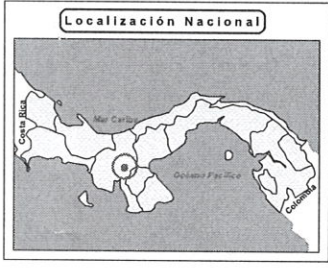 Localización Nacional
Costa Rica
Mar Caribe
Océano Pacífico
Colombia